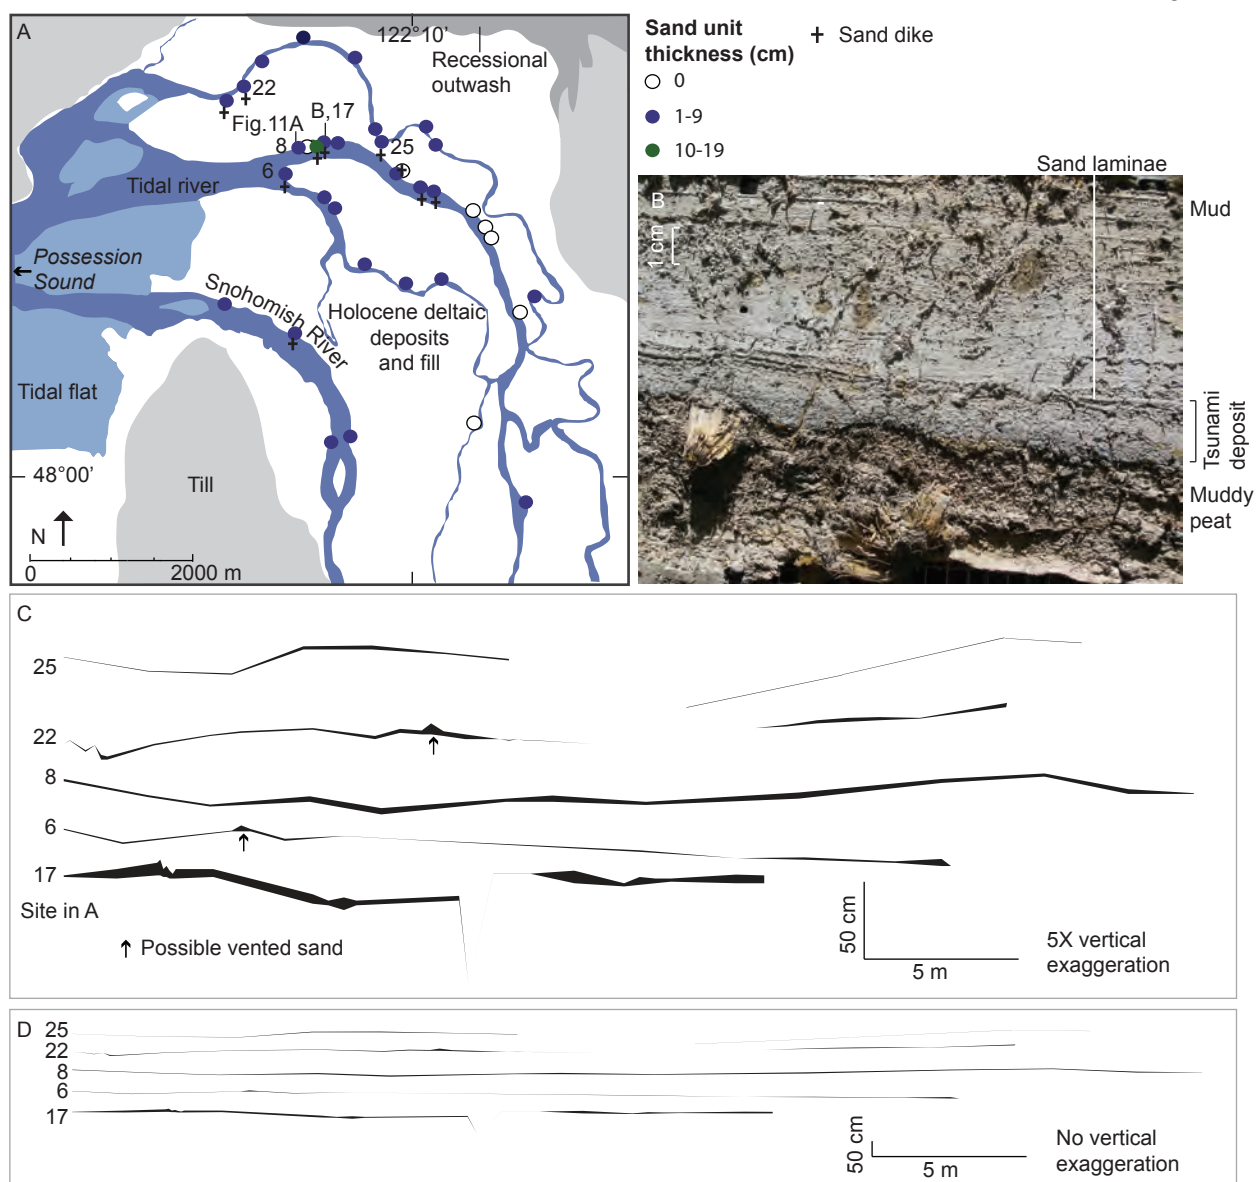 A
122°10'
Recessional
outwash
22
Fig.11A
B,17
8
25
6
Tidal river
Possession
Sound
Snohomish River
Holocene deltaic
deposits
and fill
Tidal flat
Till
48°00'
N
0
2000 m
Sand unit
thickness (cm)
0
1-9
10-19
Sand dike
Sand laminae
B
1 cm
Mud
Tsunami
deposit
Muddy
peat
C
25
22
8
6
17
Site in A
Possible vented sand
50 cm
5 m
5X vertical
exaggeration
D
25
22
8
6
17
50 cm
5 m
No vertical
exaggeration